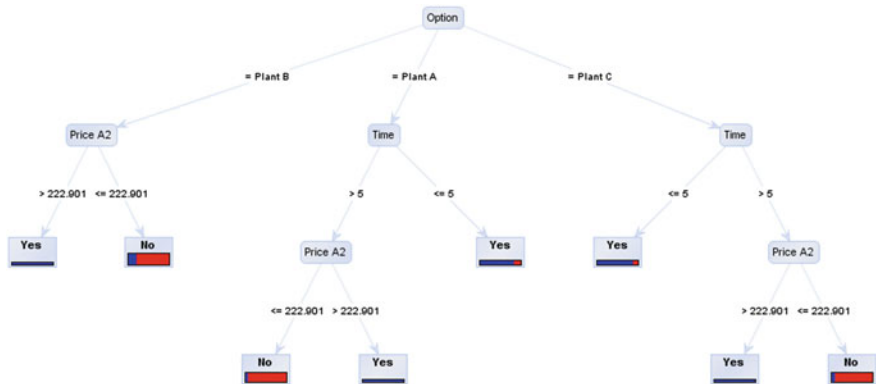 Option
= Plant B
= Plant A
= Plant C
Price A2
Time
Time
> 222.901
<= 222.901
> 5
<= 5
<= 5
> 5
Yes
No
Price A2
Yes
Yes
Price A2
<= 222.901
> 222.901
> 222.901
<= 222.901
No
Yes
Yes
No